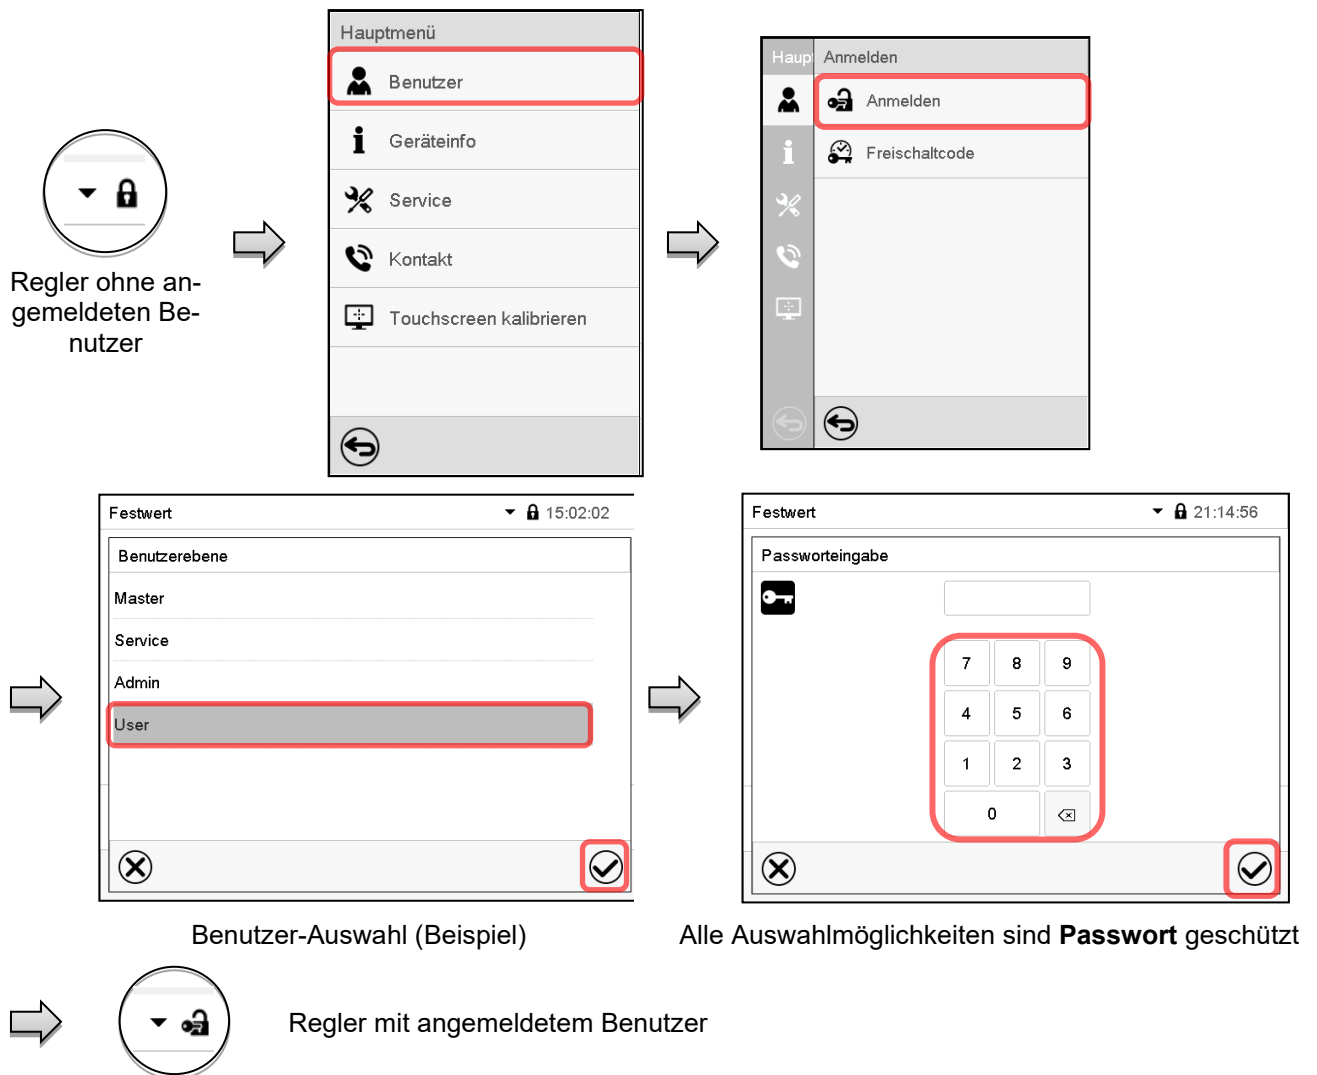 Hauptmenü
Benutzer
Geräteinfo
Service
Kontakt
Touchscreen kalibrieren
Regler ohne an-
gemeldeten Be-
nutzer
Haup
Anmelden
Anmelden
Freischaltcode
Festwert 15:02:02
Benutzerebene
Master
Service
Admin
User
Festwert 21:14:56
Passworteingabe
7 8 9
4 5 6
1 2 3
0
Benutzer-Auswahl (Beispiel)
Alle Auswahlmöglichkeiten sind Passwort geschützt
Regler mit angemeldetem Benutzer